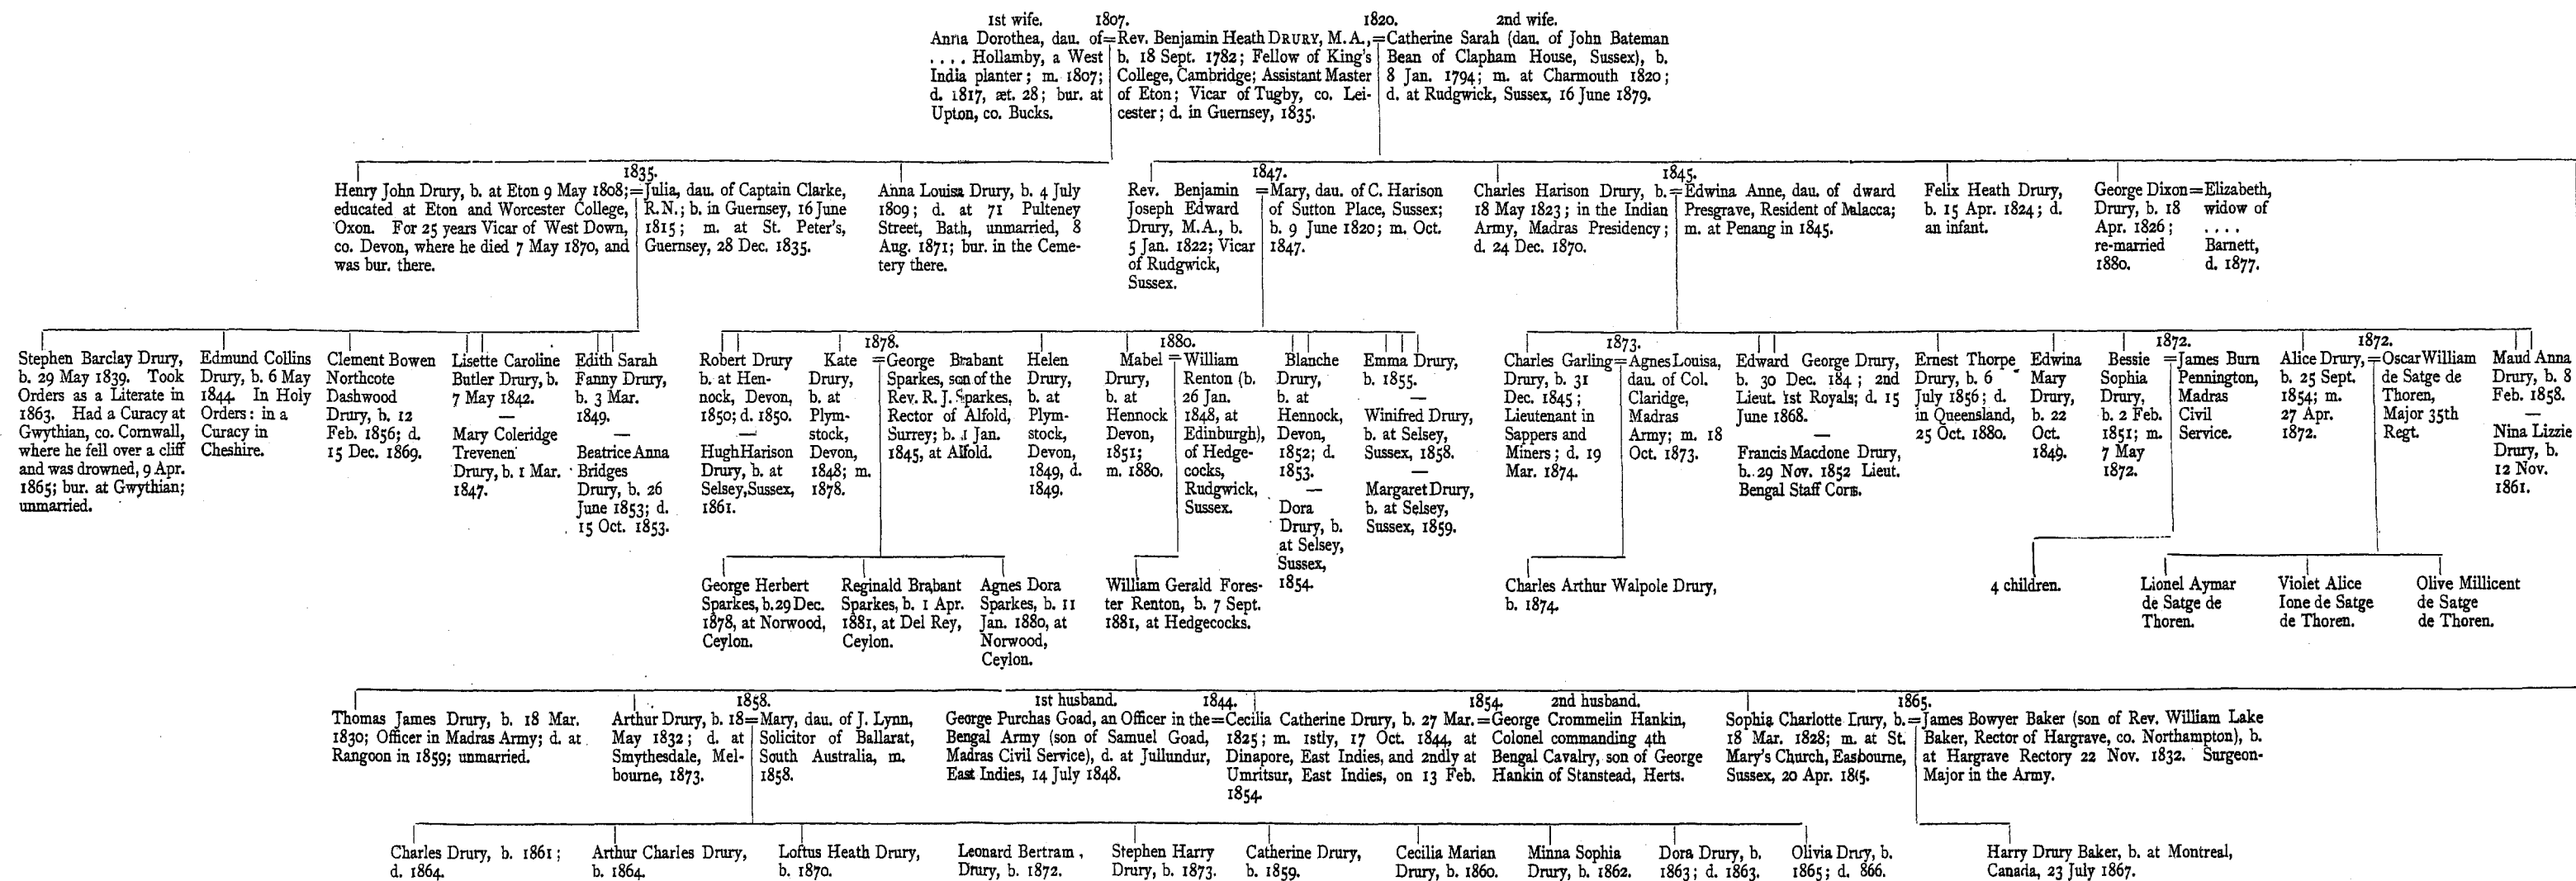 1st wife. 1807.
Anna Dorothea, dau. of=
. . . . Hollamby, a West
India planter; m. 1807;
d. 1817, æt. 28; bur. at
Upton, co. Bucks.
Rev. Benjamin Heath DRURY, M.A.,=
b. 18 Sept. 1782; Fellow of King's
College, Cambridge; Assistant Master
of Eton; Vicar of Tugby, co. Lei-
cester; d. in Guernsey, 1835.
1820. 2nd wife.
Catherine Sarah (dau. of John Bateman
Bean of Clapham House, Sussex), b.
8 Jan. 1794; m. at Charmouth 1820;
d. at Rudgwick, Sussex, 16 June 1879.
1835.
Henry John Drury, b. at Eton 9 May 1808;=
educated at Eton and Worcester College,
Oxon. For 25 years Vicar of West Down,
co. Devon, where he died 7 May 1870, and
was bur. there.
Julia, dau. of Captain Clarke,
R.N.; b. in Guernsey, 16 June
1815; m. at St. Peter's,
Guernsey, 28 Dec. 1835.
Anna Louisa Drury, b. 4 July
1809; d. at 71 Pulteney
Street, Bath, unmarried, 8
Aug. 1871; bur. in the Ceme-
tery there.
1847.
Rev. Benjamin =
Joseph Edward
Drury, M.A., b.
5 Jan. 1822; Vicar
of Rudgwick,
Sussex.
Mary, dau. of C. Harison
of Sutton Place, Sussex;
b. 9 June 1820; m. Oct.
1847.
1845.
Charles Harison Drury, b.=
18 May 1823; in the Indian
Army, Madras Presidency;
d. 24 Dec. 1870.
Edwina Anne, dau. of dward
Presgrave, Resident of Malacca;
m. at Penang in 1845.
Felix Heath Drury,
b. 15 Apr. 1824; d.
an infant.
George Dixon=
Drury, b. 18
Apr. 1826;
re-married
1880.
Elizabeth,
widow of
. . . .
Barnett,
d. 1877.
Stephen Barclay Drury,
b. 29 May 1839. Took
Orders as a Literate in
1863. Had a Curacy at
Gwythian, co. Cornwall,
where he fell over a cliff
and was drowned, 9 Apr.
1865; bur. at Gwythian;
unmarried.
Edmund Collins
Drury, b. 6 May
1844. In Holy
Orders: in a
Curacy in
Cheshire.
Clement Bowen
Northcote
Dashwood
Drury, b. 12
Feb. 1856; d.
15 Dec. 1869.
Lisette Caroline
Butler Drury, b.
7 May 1842.
—
Mary Coleridge
Trevenen
Drury, b. 1 Mar.
1847.
Edith Sarah
Fanny Drury,
b. 3 Mar.
1849.
—
Beatrice Anna
Bridges
Drury, b. 26
June 1853; d.
15 Oct. 1853.
Robert Drury
b. at Hen-
nock, Devon,
1850; d. 1850.
—
Hugh Harison
Drury, b. at
Selsey, Sussex,
1861.
1878.
Kate =
Drury,
b. at
Plym-
stock,
Devon,
1848; m.
1878.
George Brabant
Sparkes, son of the
Rev. R. J. Sparkes,
Rector of Alfold,
Surrey; b. 1 Jan.
1845, at Alfold.
Helen
Drury,
b. at
Plym-
stock,
Devon,
1849, d.
1849.
1880.
Mabel =
Drury,
b. at
Hennock
Devon,
1851;
m. 1880.
William
Renton (b.
26 Jan.
1848, at
Edinburgh),
of Hedge-
cocks,
Rudgwick,
Sussex.
Blanche
Drury,
b. at
Hennock,
Devon,
1852; d.
1853.
—
Dora
Drury, b.
at Selsey,
Sussex,
1854.
Emma Drury,
b. 1855.
—
Winifred Drury,
b. at Selsey,
Sussex, 1858.
—
Margaret Drury,
b. at Selsey,
Sussex, 1859.
1873.
Charles Garling=
Drury, b. 31
Dec. 1845;
Lieutenant in
Sappers and
Miners; d. 19
Mar. 1874.
Agnes Louisa,
dau. of Col.
Claridge,
Madras
Army; m. 18
Oct. 1873.
Edward George Drury,
b. 30 Dec. 184 ; 2nd
Lieut. 1st Royals; d. 15
June 1868.
—
Francis Macdone Drury,
b. 29 Nov. 1852 Lieut.
Bengal Staff Corps.
Ernest Thorpe
Drury, b. 6
July 1856; d.
in Queensland,
25 Oct. 1880.
Edwina
Mary
Drury,
b. 22
Oct.
1849.
1872.
Bessie =
Sophia
Drury,
b. 2 Feb.
1851; m.
7 May
1872.
James Burn
Pennington,
Madras
Civil
Service.
1872.
Alice Drury,=
b. 25 Sept.
1854; m.
27 Apr.
1872.
Oscar William
de Satge de
Thoren,
Major 35th
Regt.
Maud Anna
Drury, b. 8
Feb. 1858.
—
Nina Lizzie
Drury, b.
12 Nov.
1861.
George Herbert
Sparkes, b. 29 Dec.
1878, at Norwood,
Ceylon.
Reginald Brabant
Sparkes, b. 1 Apr.
1881, at Del Rey,
Ceylon.
Agnes Dora
Sparkes, b. 11
Jan. 1880, at
Norwood,
Ceylon.
William Gerald Fores-
ter Renton, b. 7 Sept.
1881, at Hedgecocks.
Charles Arthur Walpole Drury,
b. 1874.
4 children.
Lionel Aymar
de Satge de
Thoren.
Violet Alice
Ione de Satge
de Thoren.
Olive Millicent
de Satge
de Thoren.
Thomas James Drury, b. 18 Mar.
1830; Officer in Madras Army; d. at
Rangoon in 1859; unmarried.
1858.
Arthur Drury, b. 18=
May 1832; d. at
Smythesdale, Mel-
bourne, 1873.
Mary, dau. of J. Lynn,
Solicitor of Ballarat,
South Australia, m.
1858.
1st husband. 1844.
George Purchas Goad, an Officer in the=
Bengal Army (son of Samuel Goad,
Madras Civil Service), d. at Jullundur,
East Indies, 14 July 1848.
Cecilia Catherine Drury, b. 27 Mar.=
1825; m. 1stly, 17 Oct. 1844, at
Dinapore, East Indies, and 2ndly at
Umritsur, East Indies, on 13 Feb.
1854.
1854. 2nd husband.
George Crommelin Hankin,
Colonel commanding 4th
Bengal Cavalry, son of George
Hankin of Stanstead, Herts.
1865.
Sophia Charlotte Drury, b.=
18 Mar. 1828; m. at St.
Mary's Church, Easbourne,
Sussex, 20 Apr. 1865.
James Bowyer Baker (son of Rev. William Lake
Baker, Rector of Hargrave, co. Northampton), b.
at Hargrave Rectory 22 Nov. 1832. Surgeon-
Major in the Army.
Charles Drury, b. 1861;
d. 1864.
Arthur Charles Drury,
b. 1864.
Loftus Heath Drury,
b. 1870.
Leonard Bertram
Drury, b. 1872.
Stephen Harry
Drury, b. 1873.
Catherine Drury,
b. 1859.
Cecilia Marian
Drury, b. 1860.
Minna Sophia
Drury, b. 1862.
Dora Drury, b.
1863; d. 1863.
Olivia Drury, b.
1865; d. 866.
Harry Drury Baker, b. at Montreal,
Canada, 23 July 1867.